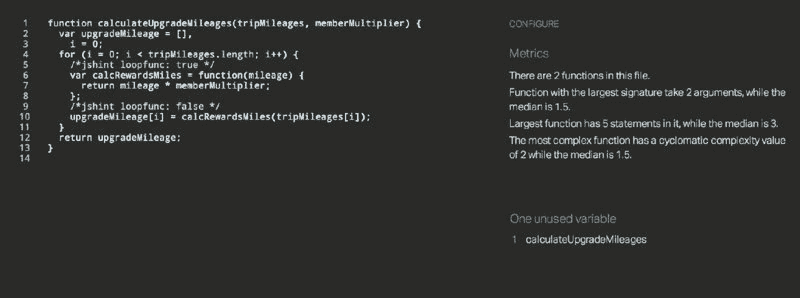 1 function calculateUpgradeMileages(tripMileages, memberMultiplier) {
2 var upgradeMileage = [],
3 i = 0;
4 for (i = 0; i < tripMileages.length; i++) {
5 /*jshint loopfunc: true */
6 var calcRewardsMiles = function(mileage) {
7 return mileage * memberMultiplier;
8 };
9 /*jshint loopfunc: false */
10 upgradeMileage[i] = calcRewardsMiles(tripMileages[i]);
11 }
12 return upgradeMileage;
13 }
14
CONFIGURE
Metrics
There are 2 functions in this file.
Function with the largest signature take 2 arguments, while the
median is 1.5.
Largest function has 5 statements in it, while the median is 3.
The most complex function has a cyclomatic complexity value
of 2 while the median is 1.5.
One unused variable
1 calculateUpgradeMileages